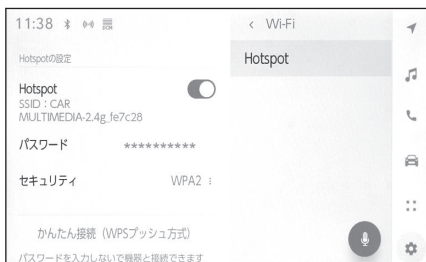 11:38
< Wi-Fi
Hotspotの設定
Hotspot
Hotspot
SSID：CAR
MULTIMEDIA-2.4g_fe7c28
パスワード **********
セキュリティ WPA2
かんたん接続（WPSプッシュ方式）
パスワードを入力しないで機器と接続できます